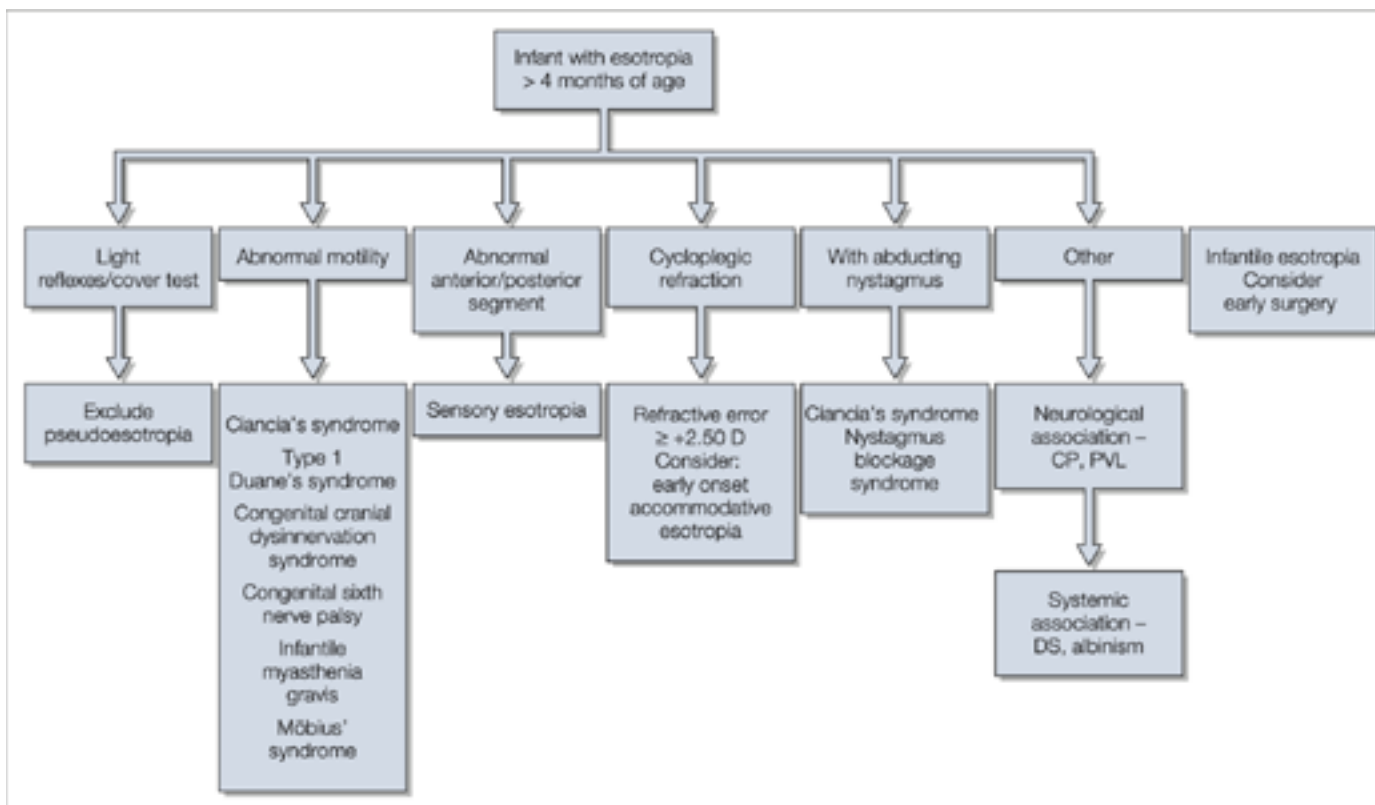 Infant with esotropia
> 4 months of age
Light
reflexes/cover test
Abnormal motility
Abnormal
anterior/posterior
segment
Cycloplegic
refraction
With abducting
nystagmus
Other
Infantile esotropia
Consider
early surgery
Exclude
pseudoesotropia
Ciancia's syndrome
Type 1
Duane's syndrome
Congenital cranial
dysinnervation
syndrome
Congenital sixth
nerve palsy
Infantile
myasthenia
gravis
Möbius'
syndrome
Sensory esotropia
Refractive error
≥ +2.50 D
Consider:
early onset
accommodative
esotropia
Ciancia's syndrome
Nystagmus
blockage
syndrome
Neurological
association –
CP, PVL
Systemic
association –
DS, albinism